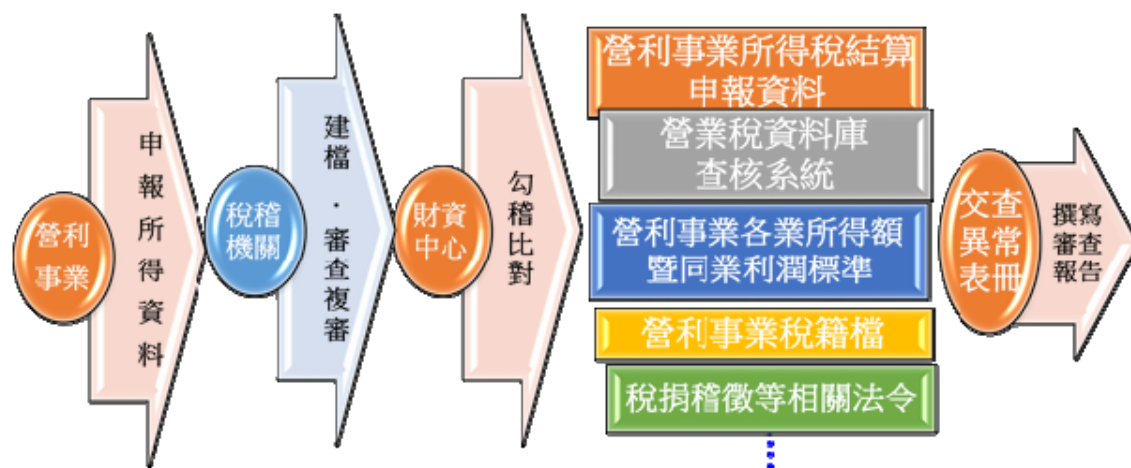 營利
事業
申報所得資料
稅稽
機關
建檔．審查複審
財資
中心
勾稽比對
營利事業所得稅結算
申報資料
營業稅資料庫
查核系統
營利事業各業所得額
暨同業利潤標準
營利事業稅籍檔
稅捐稽徵等相關法令
交查
異常
表冊
撰寫
審查
報告